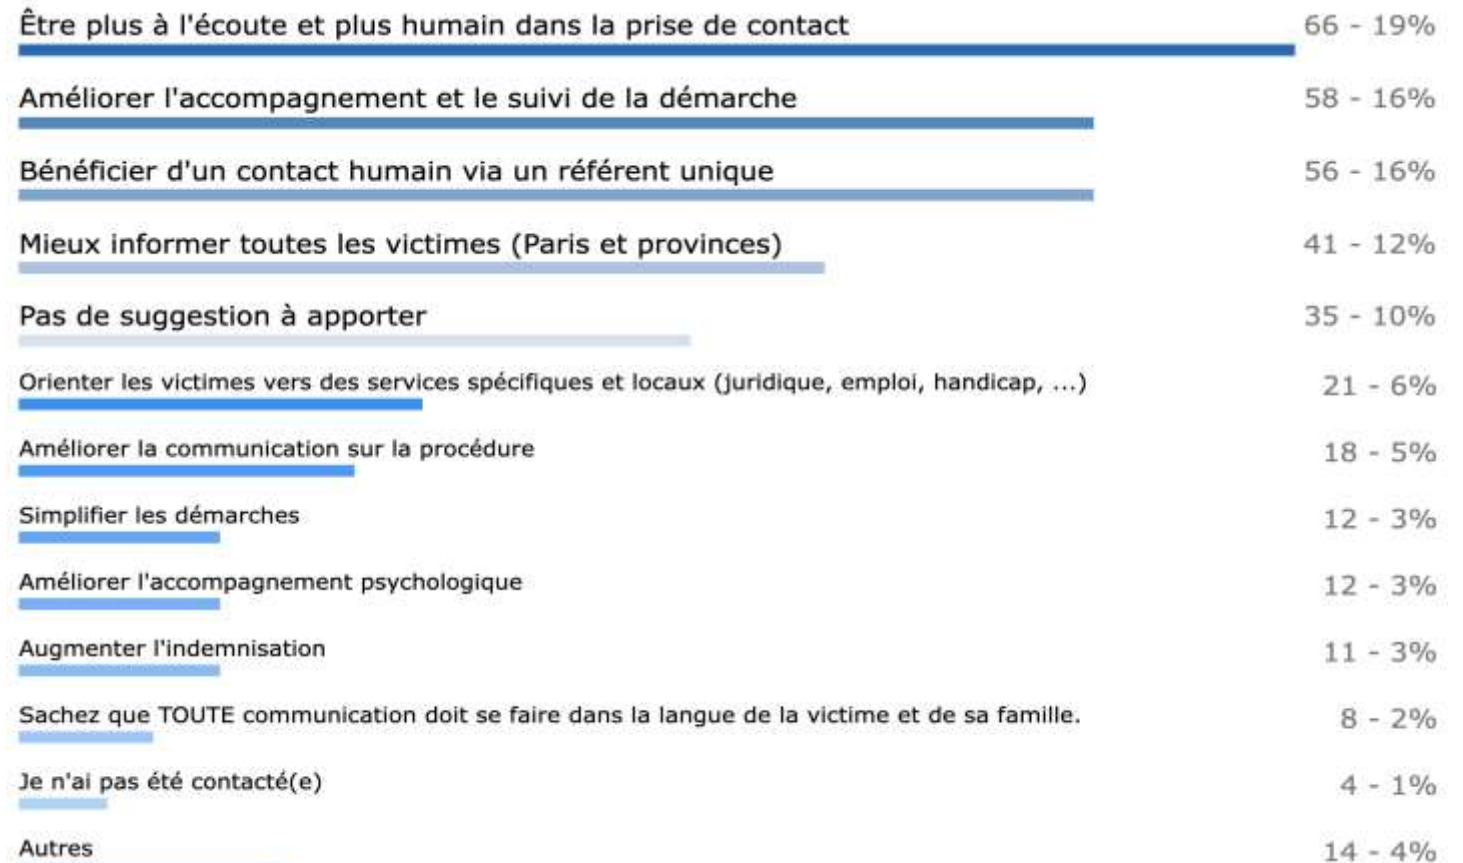 Être plus à l'écoute et plus humain dans la prise de contact 66 - 19%
Améliorer l'accompagnement et le suivi de la démarche 58 - 16%
Bénéficier d'un contact humain via un référent unique 56 - 16%
Mieux informer toutes les victimes (Paris et provinces) 41 - 12%
Pas de suggestion à apporter 35 - 10%
Orienter les victimes vers des services spécifiques et locaux (juridique, emploi, handicap, ...) 21 - 6%
Améliorer la communication sur la procédure 18 - 5%
Simplifier les démarches 12 - 3%
Améliorer l'accompagnement psychologique 12 - 3%
Augmenter l'indemnisation 11 - 3%
Sachez que TOUTE communication doit se faire dans la langue de la victime et de sa famille. 8 - 2%
Je n'ai pas été contacté(e) 4 - 1%
Autres 14 - 4%